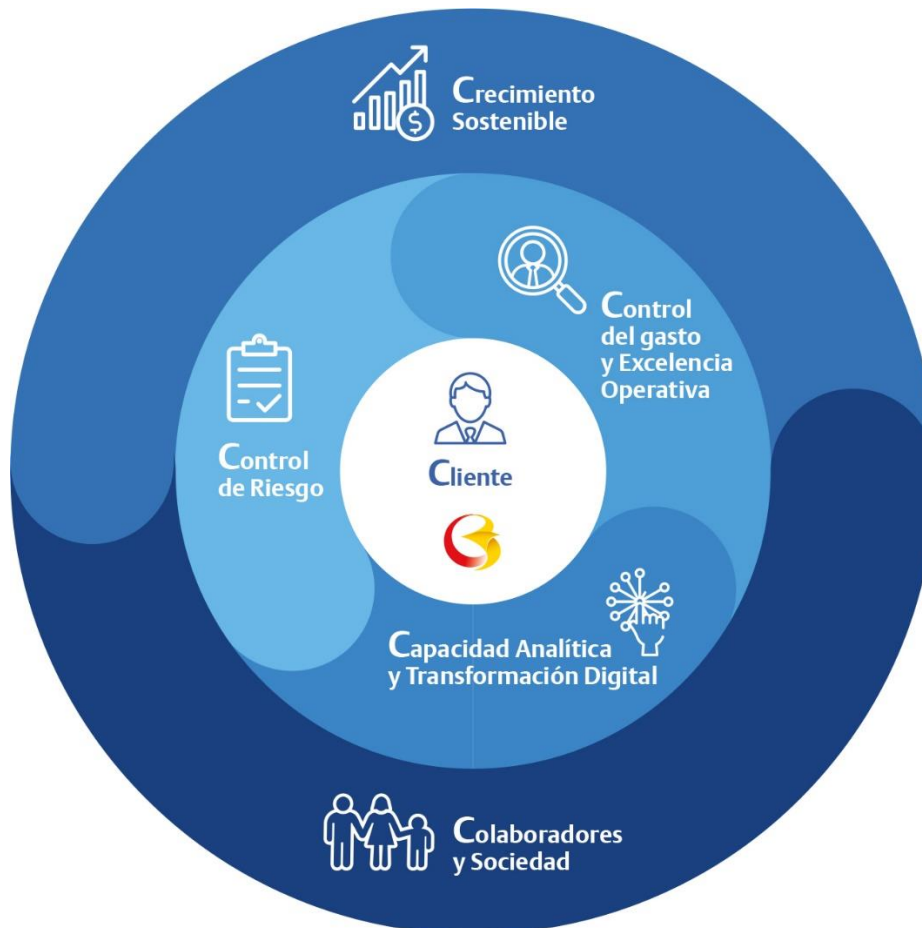 Crecimiento
Sostenible
Control
del gasto
y Excelencia
Operativa
Control
de Riesgo
Cliente
Capacidad Analítica
y Transformación Digital
Colaboradores
y Sociedad